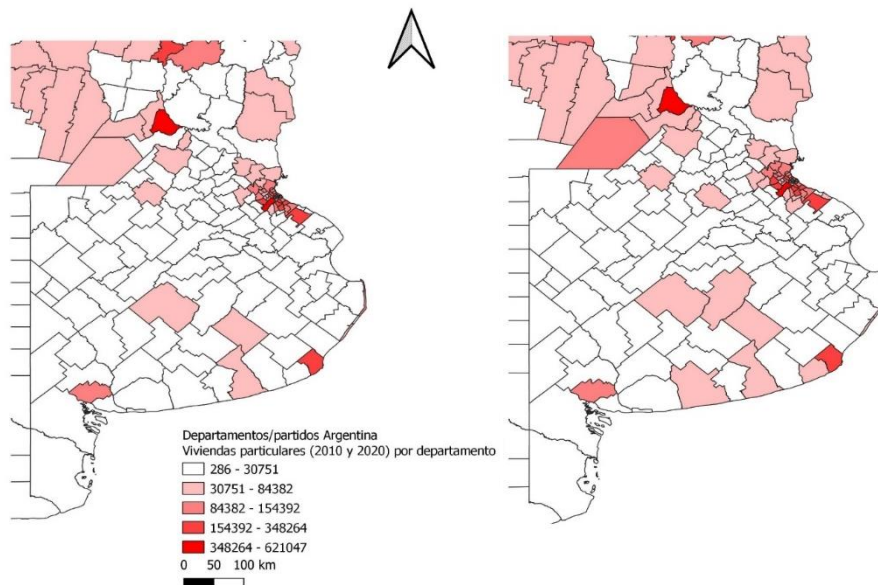 Departamentos/partidos Argentina
Viviendas particulares (2010 y 2020) por departamento
286 - 30751
30751 - 84382
84382 - 154392
154392 - 348264
348264 - 621047
0 50 100 km